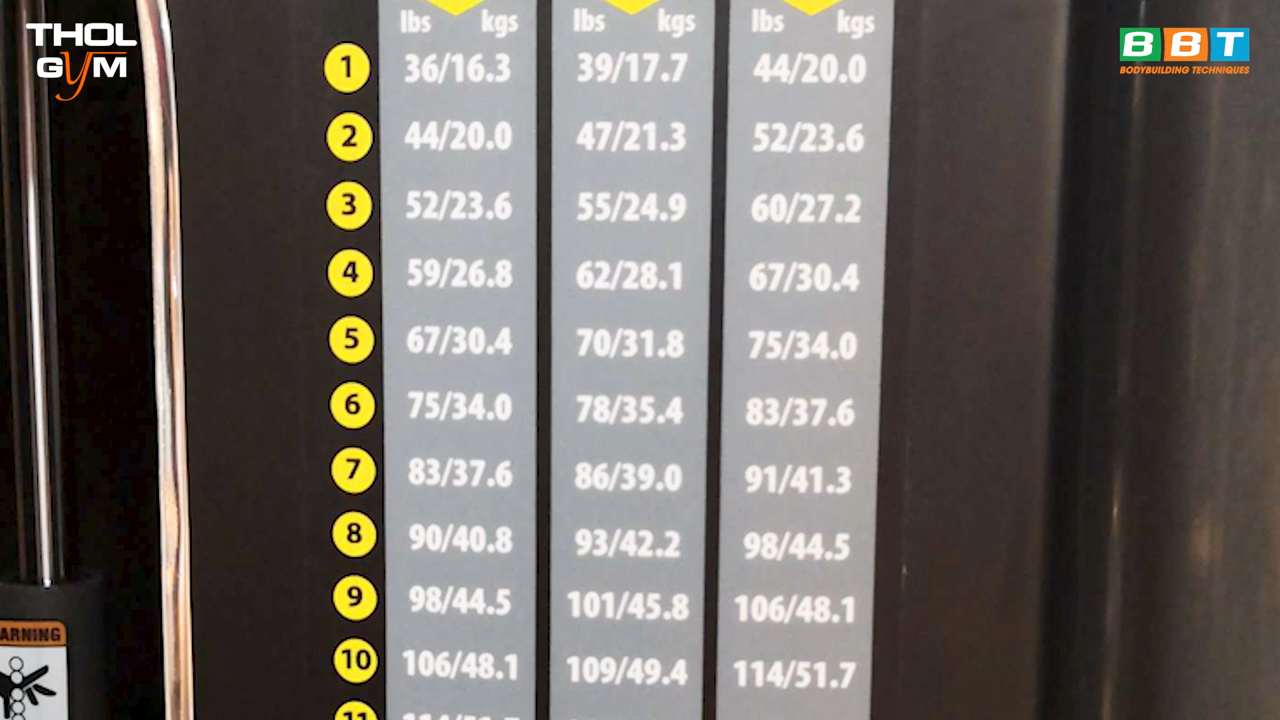 THOL
GYM
BBT
BODYBUILDING TECHNIQUES
lbs kgs lbs kgs lbs kgs
1 36/16.3 39/17.7 44/20.0
2 44/20.0 47/21.3 52/23.6
3 52/23.6 55/24.9 60/27.2
4 59/26.8 62/28.1 67/30.4
5 67/30.4 70/31.8 75/34.0
6 75/34.0 78/35.4 83/37.6
7 83/37.6 86/39.0 91/41.3
8 90/40.8 93/42.2 98/44.5
9 98/44.5 101/45.8 106/48.1
10 106/48.1 109/49.4 114/51.7
11
ARNING